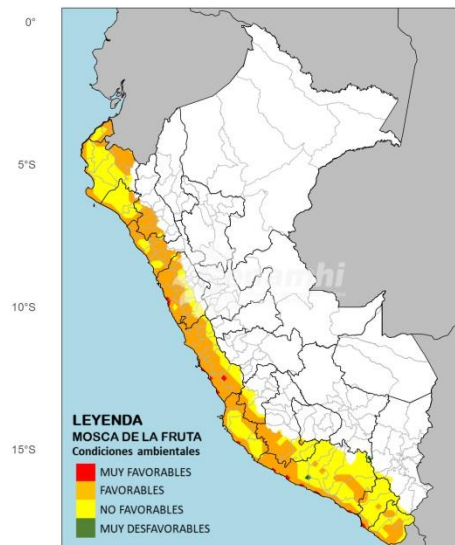 0°
5°S
10°S
15°S
LEYENDA
MOSCA DE LA FRUTA
Condiciones ambientales
MUY FAVORABLES
FAVORABLES
NO FAVORABLES
MUY DESFAVORABLES